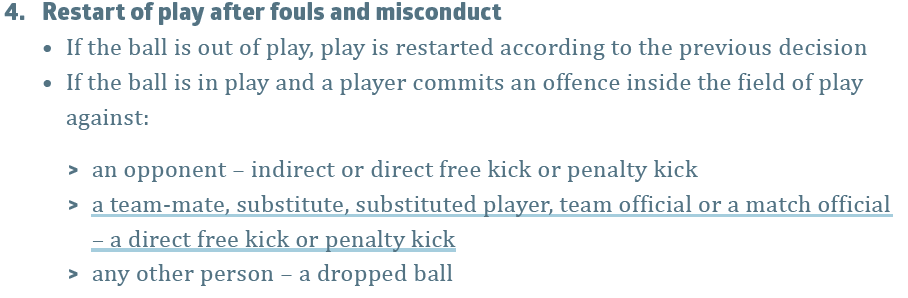 4. Restart of play after fouls and misconduct
• If the ball is out of play, play is restarted according to the previous decision
• If the ball is in play and a player commits an offence inside the field of play
against:
> an opponent – indirect or direct free kick or penalty kick
> a team-mate, substitute, substituted player, team official or a match official
– a direct free kick or penalty kick
> any other person – a dropped ball